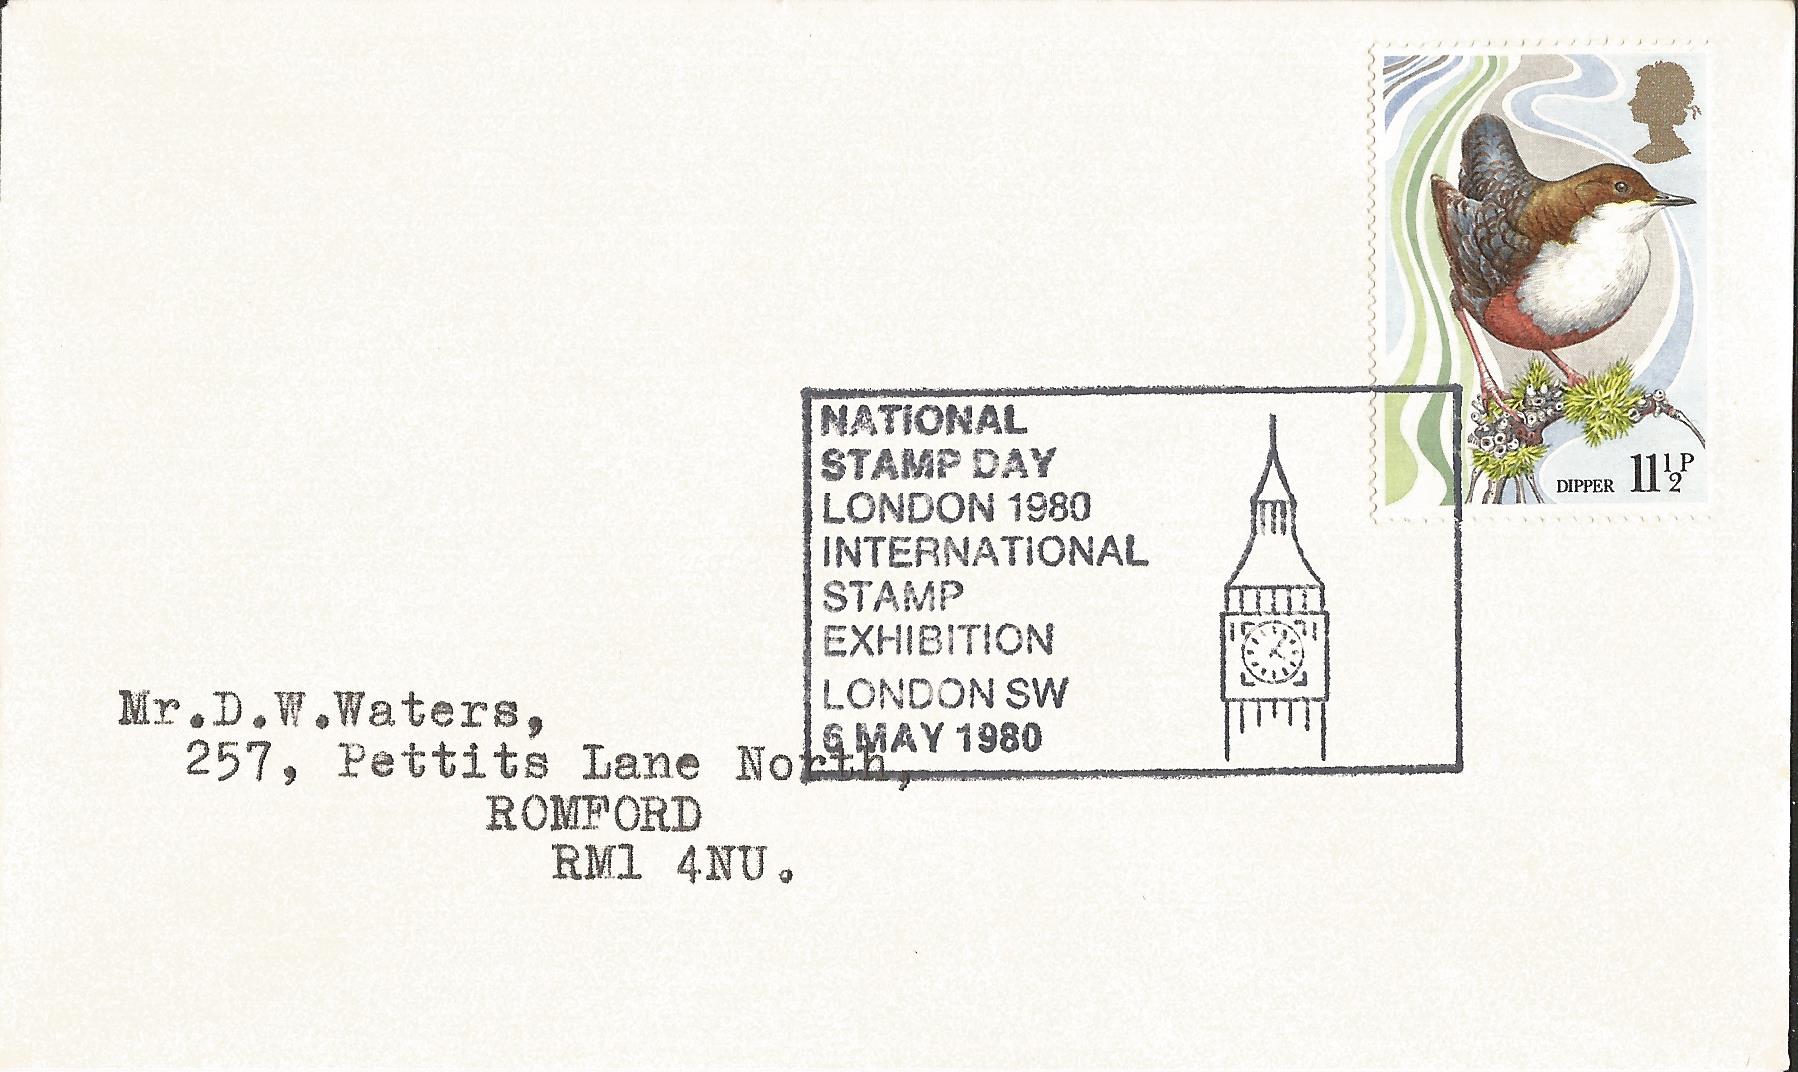 DIPPER 11½P
NATIONAL
STAMP DAY
LONDON 1980
INTERNATIONAL
STAMP
EXHIBITION
LONDON SW
6 MAY 1980
Mr.D.W.Waters,
257, Pettits Lane North,
ROMFORD
RM1 4NU.